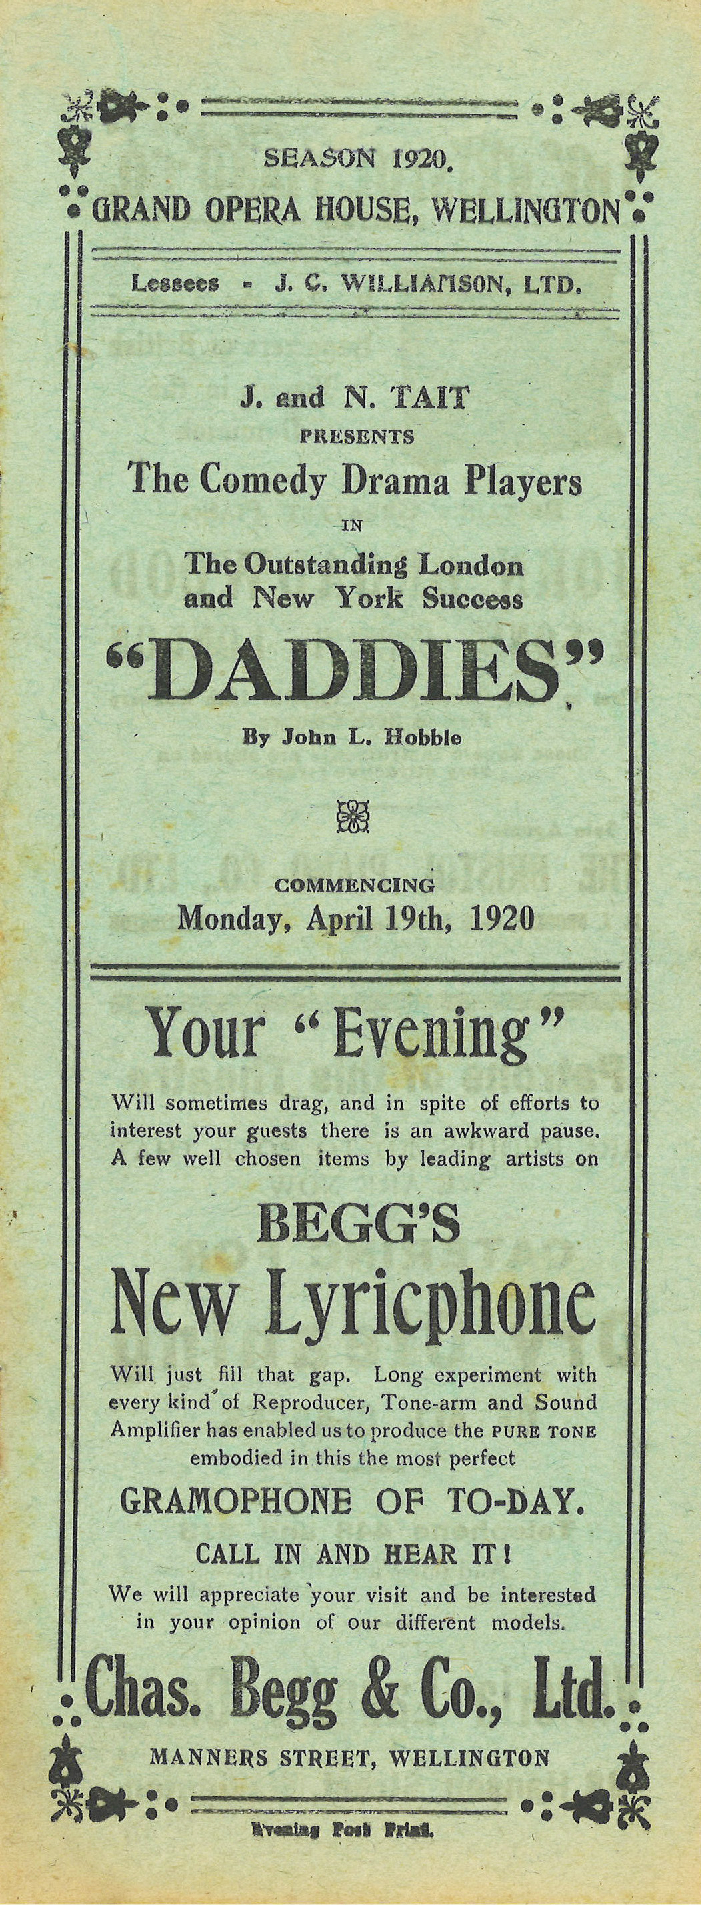 SEASON 1920.
GRAND OPERA HOUSE, WELLINGTON
Lessees - J. C. WILLIAMSON, LTD.
J. and N. TAIT
PRESENTS
The Comedy Drama Players
IN
The Outstanding London
and New York Success
"DADDIES"
By John L. Hobble
COMMENCING
Monday, April 19th, 1920
Your "Evening"
Will sometimes drag, and in spite of efforts to
interest your guests there is an awkward pause.
A few well chosen items by leading artists on
BEGG'S
New Lyricphone
Will just fill that gap. Long experiment with
every kind of Reproducer, Tone-arm and Sound
Amplifier has enabled us to produce the PURE TONE
embodied in this the most perfect
GRAMOPHONE OF TO-DAY.
CALL IN AND HEAR IT!
We will appreciate your visit and be interested
in your opinion of our different models.
Chas. Begg & Co., Ltd.
MANNERS STREET, WELLINGTON
Evening Post Print.